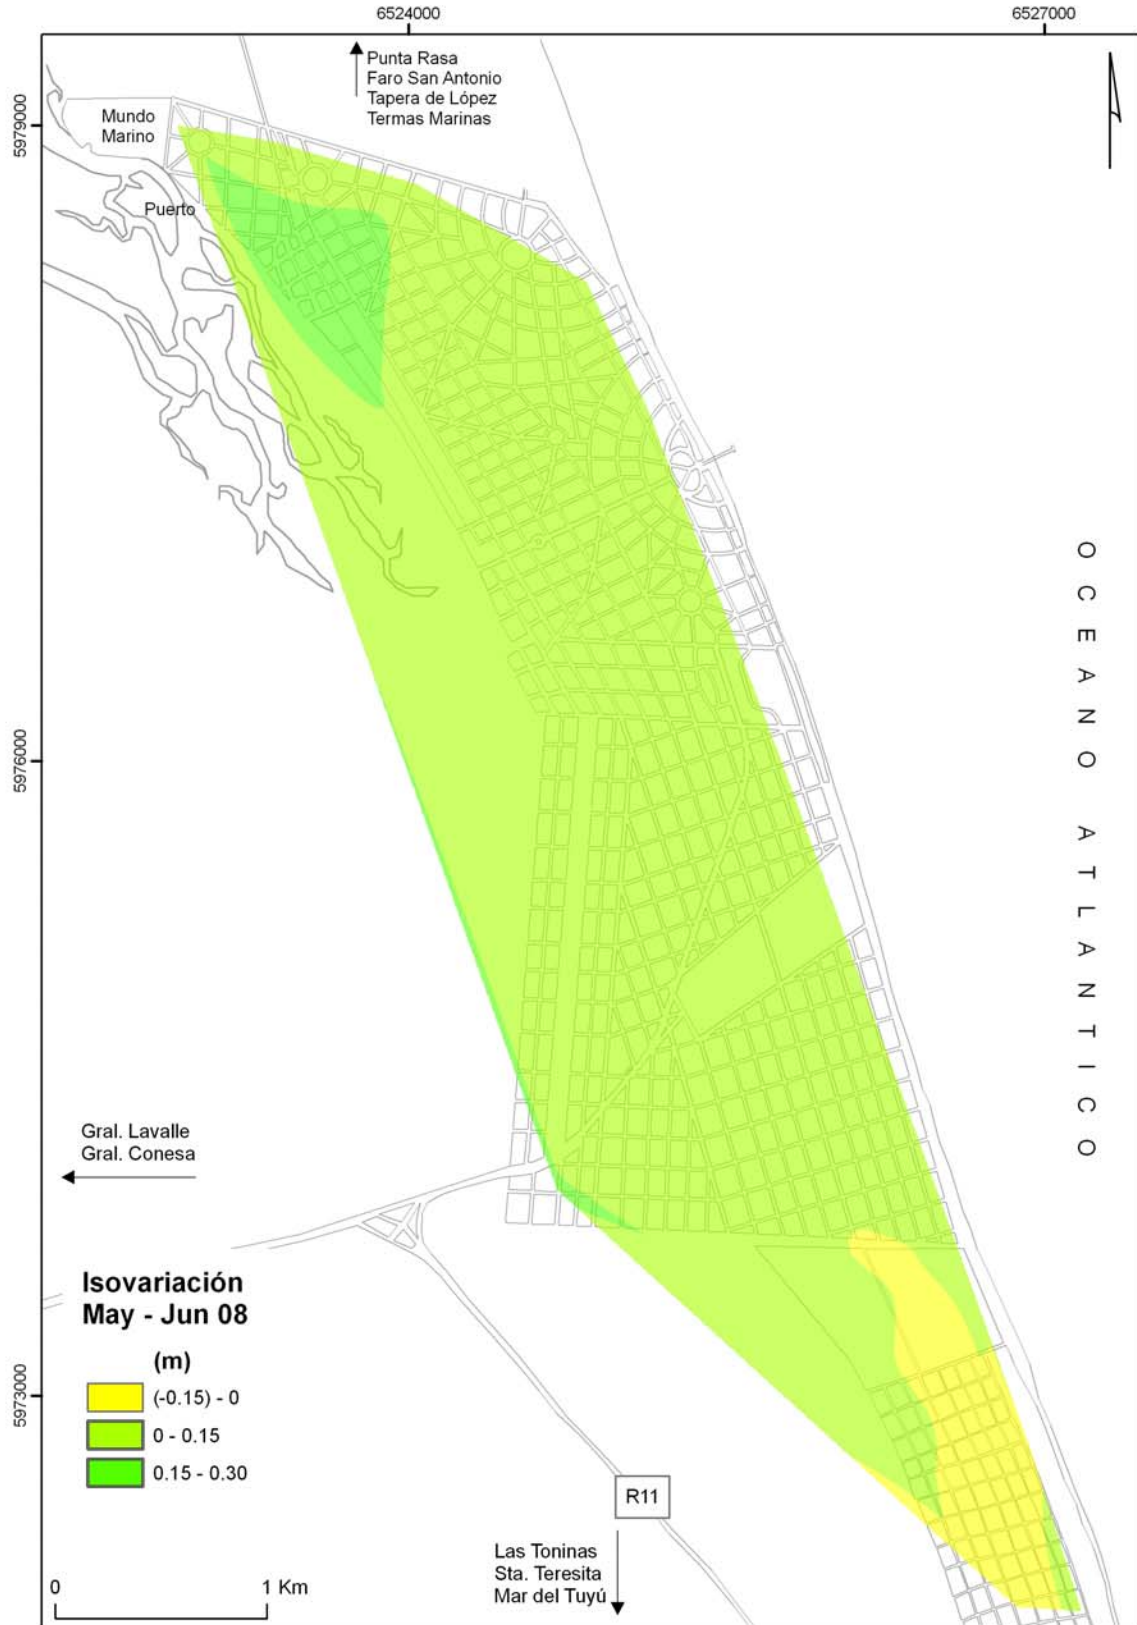 6524000
6527000
5979000
5976000
5973000
Punta Rasa
Faro San Antonio
Tapera de López
Termas Marinas
Mundo
Marino
Puerto
OCEANO ATLANTICO
Gral. Lavalle
Gral. Conesa
Isovariación
May - Jun 08
(m)
(-0.15) - 0
0 - 0.15
0.15 - 0.30
R11
Las Toninas
Sta. Teresita
Mar del Tuyú
0
1 Km